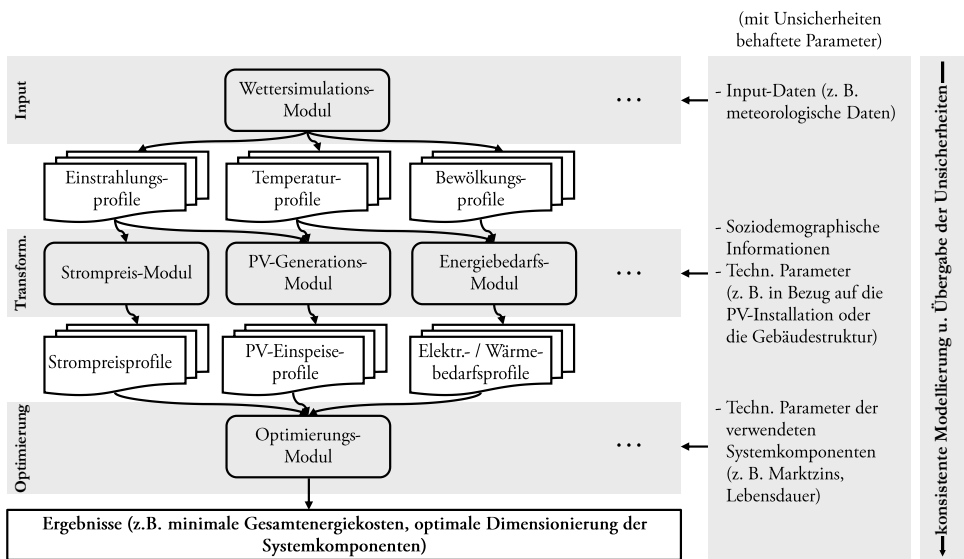 (mit Unsicherheiten
behaftete Parameter)
Input
Wettersimulations-
Modul
...
- Input-Daten (z. B.
meteorologische Daten)
Einstrahlungs-
profile
Temperatur-
profile
Bewölkungs-
profile
Transform.
Strompreis-Modul
PV-Generations-
Modul
Energiebedarfs-
Modul
...
- Soziodemographische
Informationen
- Techn. Parameter
(z. B. in Bezug auf die
PV-Installation oder
die Gebäudestruktur)
Strompreisprofile
PV-Einspeise-
profile
Elektr.- / Wärme-
bedarfsprofile
Optimierung
Optimierungs-
Modul
...
- Techn. Parameter der
verwendeten
Systemkomponenten
(z. B. Marktzins,
Lebensdauer)
Ergebnisse (z.B. minimale Gesamtenergiekosten, optimale Dimensionierung der
Systemkomponenten)
konsistente Modellierung u. Übergabe der Unsicherheiten